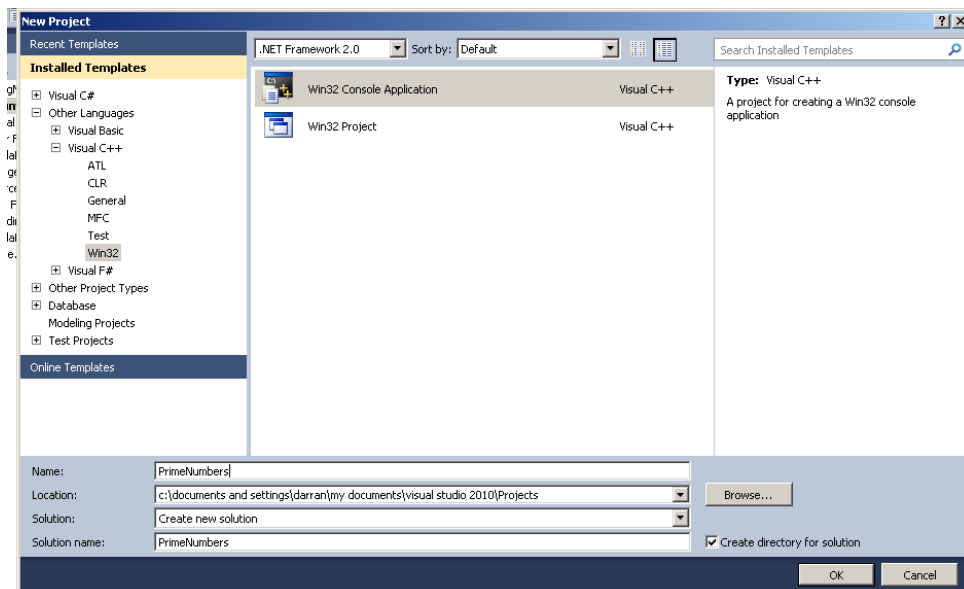 New Project
Recent Templates
.NET Framework 2.0 Sort by: Default Search Installed Templates
Installed Templates
Visual C#
Other Languages
Visual Basic
Visual C++
ATL
CLR
General
MFC
Test
Win32
Visual F#
Other Project Types
Database
Modeling Projects
Test Projects
Online Templates
Win32 Console Application Visual C++
Win32 Project Visual C++
Type: Visual C++
A project for creating a Win32 console
application
Name: PrimeNumbers
Location: c:\documents and settings\darran\my documents\visual studio 2010\Projects Browse...
Solution: Create new solution
Solution name: PrimeNumbers Create directory for solution
OK Cancel